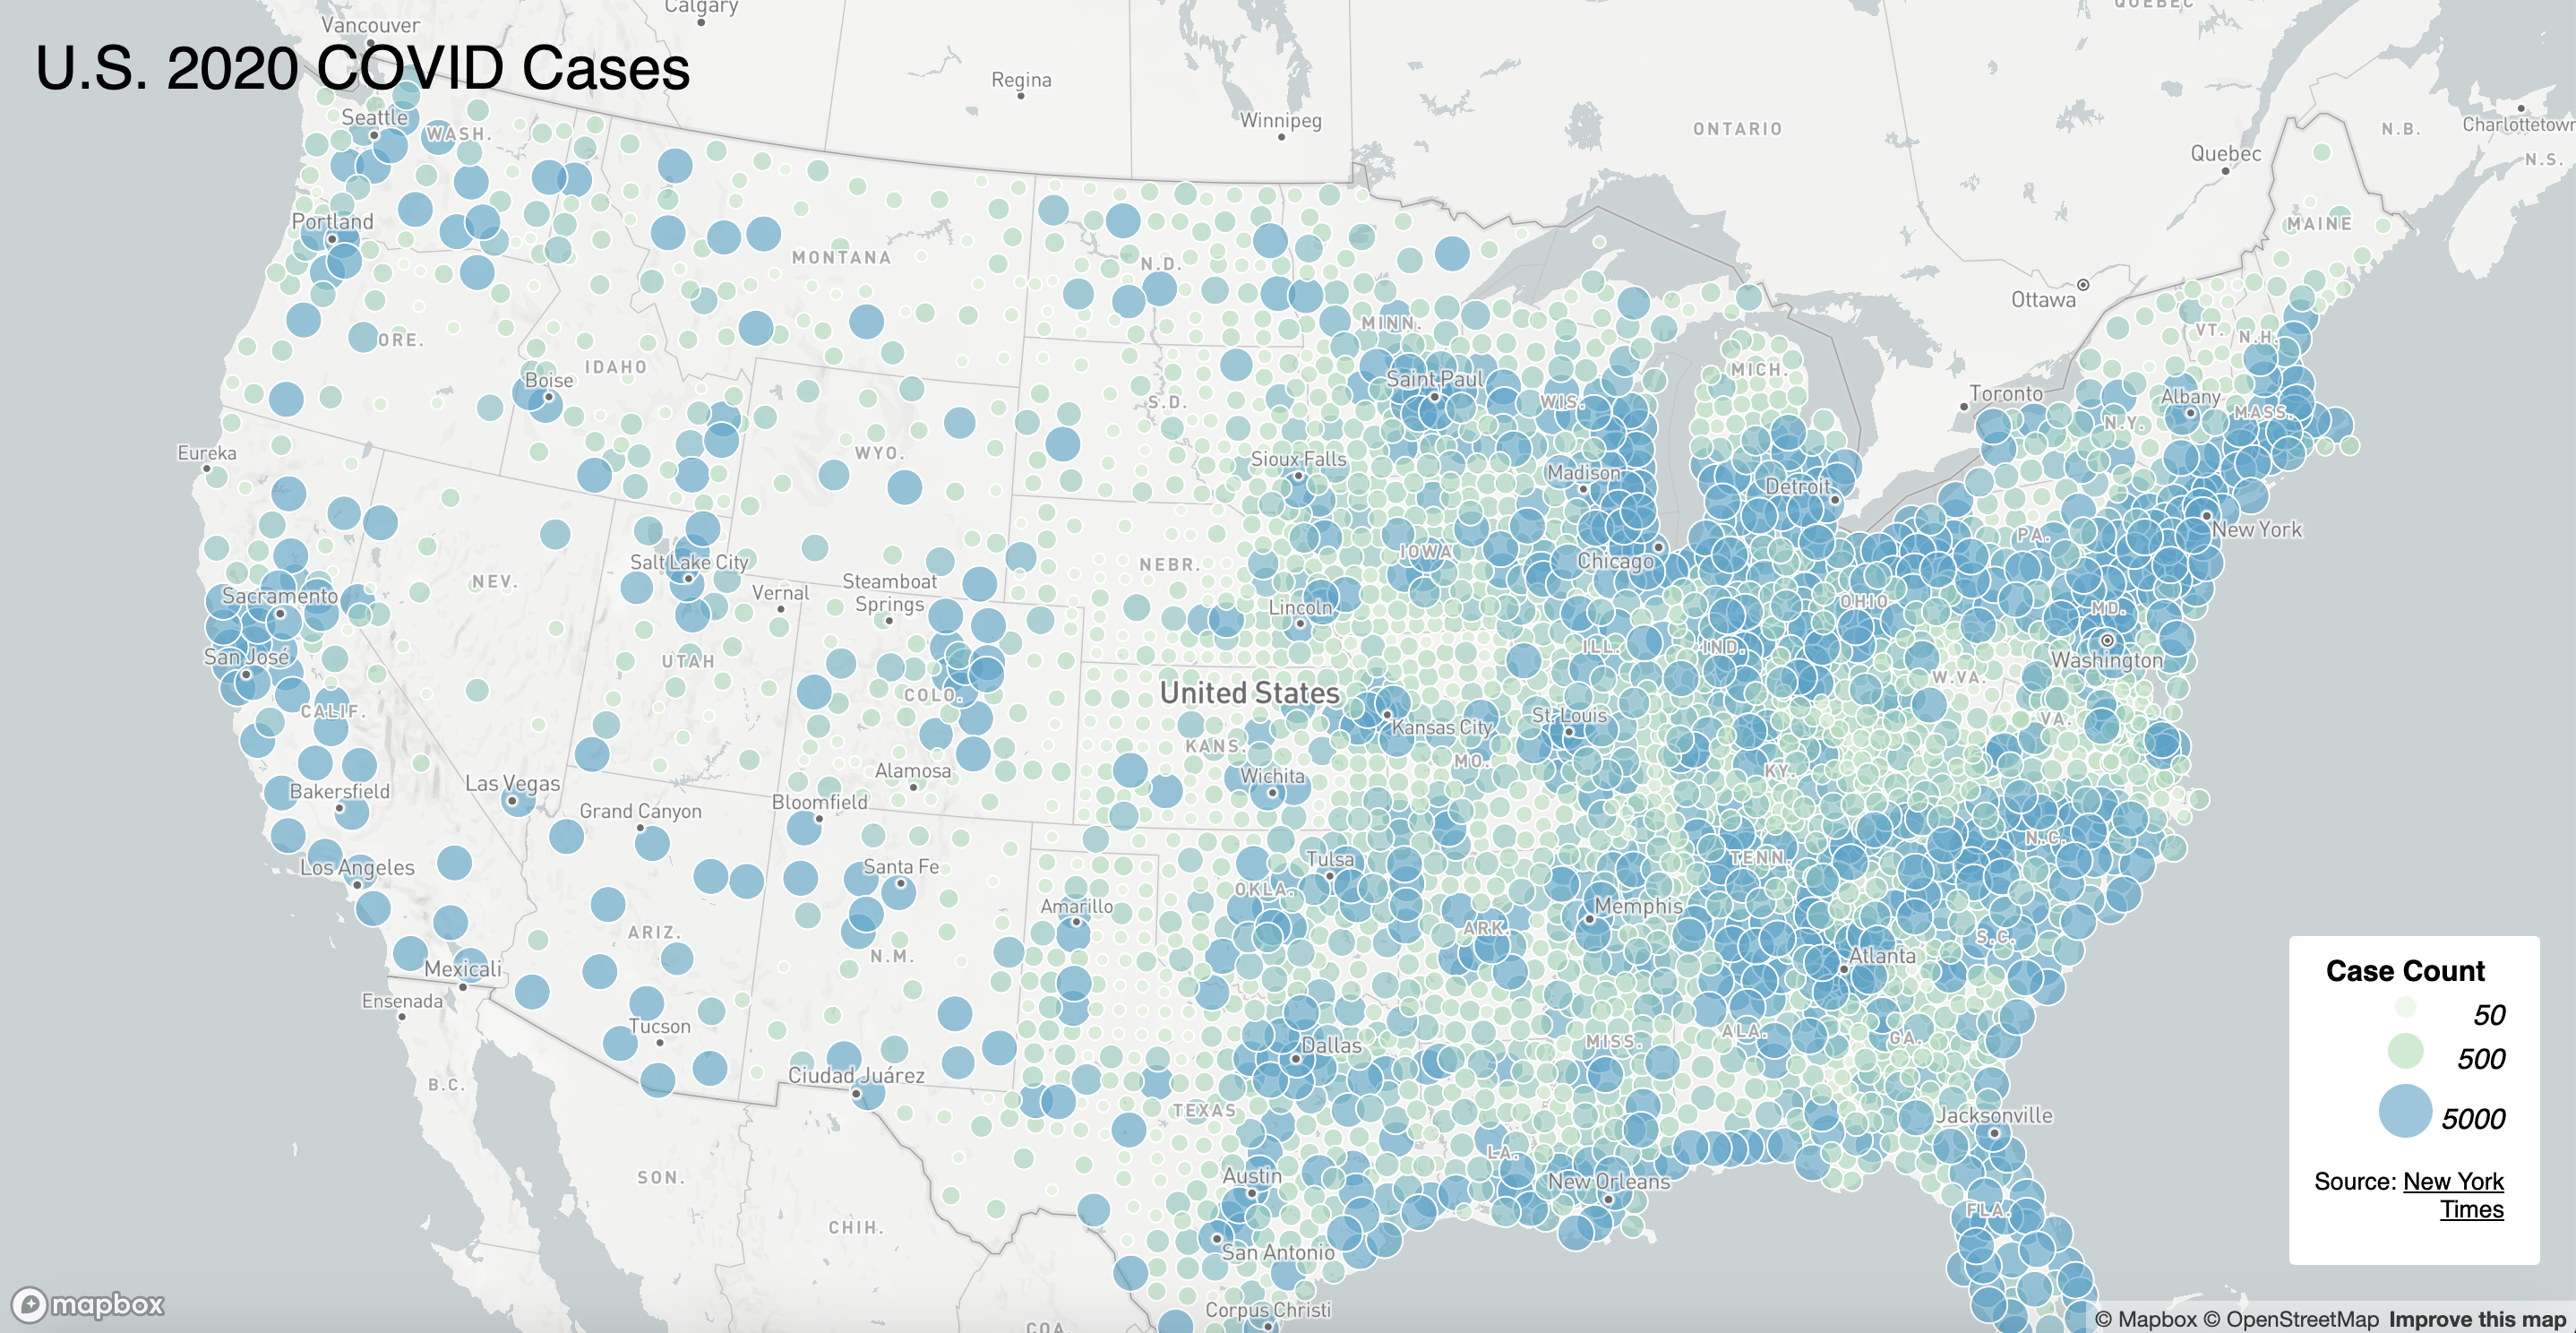 U.S. 2020 COVID Cases
Vancouver
Calgary
Regina
Winnipeg
ONTARIO
QUEBEC
Quebec
N.B.
Charlottetown
N.S.
Seattle
WASH.
Portland
MONTANA
N.D.
MINN.
Ottawa
MAINE
ORE.
IDAHO
Boise
S.D.
Saint Paul
WIS.
MICH.
Toronto
VT.
N.H.
Albany
MASS.
N.Y.
Eureka
WYO.
Sioux Falls
Madison
Detroit
New York
NEV.
Salt Lake City
Vernal
Steamboat
Springs
NEBR.
IOWA
Chicago
PA.
Sacramento
Lincoln
OHIO
MD.
San José
UTAH
COLO.
United States
ILL.
IND.
Washington
W.VA.
CALIF.
KANS.
Kansas City
St. Louis
VA.
Bakersfield
Las Vegas
Grand Canyon
Bloomfield
Alamosa
Wichita
MO.
KY.
Los Angeles
Santa Fe
Tulsa
TENN.
N.C.
Amarillo
OKLA.
Memphis
ARIZ.
N.M.
ARK.
Atlanta
S.C.
Mexicali
Ensenada
Tucson
Dallas
MISS.
ALA.
GA.
B.C.
Ciudad Juárez
TEXAS
Jacksonville
SON.
CHIH.
Austin
LA.
New Orleans
FLA.
San Antonio
Corpus Christi
COA.
Case Count
50
500
5000
Source: New York
Times
mapbox
© Mapbox © OpenStreetMap Improve this map